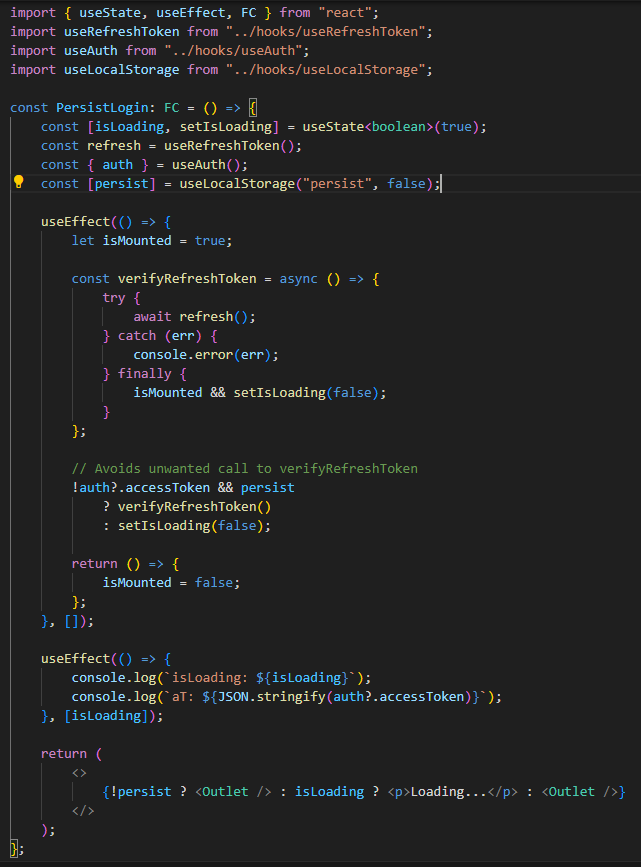 import { useState, useEffect, FC } from "react";
import useRefreshToken from "../hooks/useRefreshToken";
import useAuth from "../hooks/useAuth";
import useLocalStorage from "../hooks/useLocalStorage";

const PersistLogin: FC = () => {
    const [isLoading, setIsLoading] = useState<boolean>(true);
    const refresh = useRefreshToken();
    const { auth } = useAuth();
    const [persist] = useLocalStorage("persist", false);

    useEffect(() => {
        let isMounted = true;

        const verifyRefreshToken = async () => {
            try {
                await refresh();
            } catch (err) {
                console.error(err);
            } finally {
                isMounted && setIsLoading(false);
            }
        };

        // Avoids unwanted call to verifyRefreshToken
        !auth?.accessToken && persist
            ? verifyRefreshToken()
            : setIsLoading(false);

        return () => {
            isMounted = false;
        };
    }, []);

    useEffect(() => {
        console.log(`isLoading: ${isLoading}`);
        console.log(`aT: ${JSON.stringify(auth?.accessToken)}`);
    }, [isLoading]);

    return (
        <>
            {!persist ? <Outlet /> : isLoading ? <p>Loading...</p> : <Outlet />}
        </>
    );
};